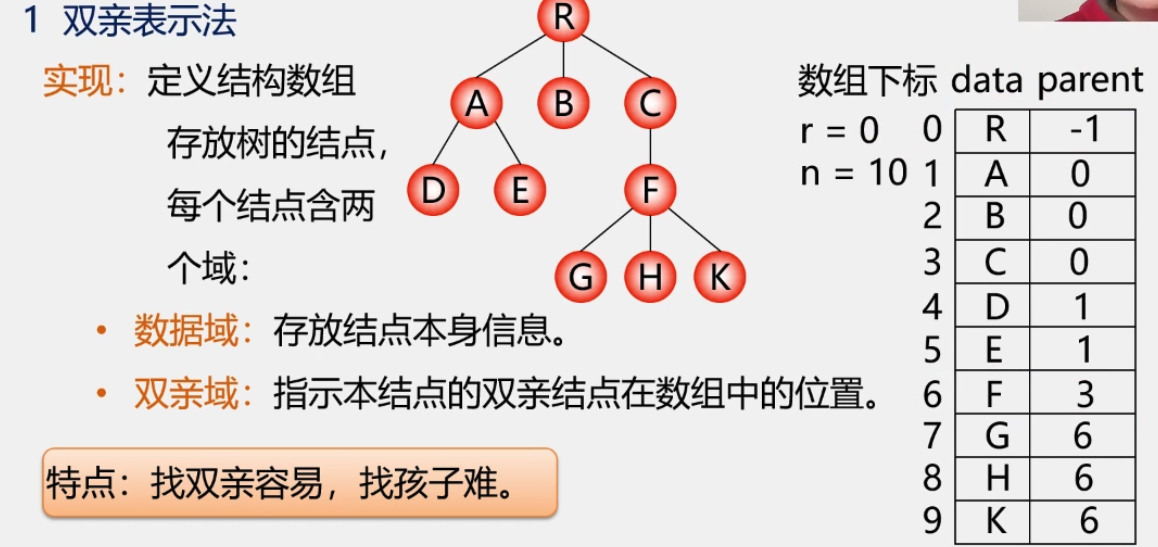 1 双亲表示法
实现：定义结构数组
存放树的结点，
每个结点含两
个域：
• 数据域：存放结点本身信息。
• 双亲域：指示本结点的双亲结点在数组中的位置。
特点：找双亲容易，找孩子难。
R
A B C
D E F
G H K
数组下标 data parent
r = 0 0 R -1
n = 10 1 A 0
2 B 0
3 C 0
4 D 1
5 E 1
6 F 3
7 G 6
8 H 6
9 K 6